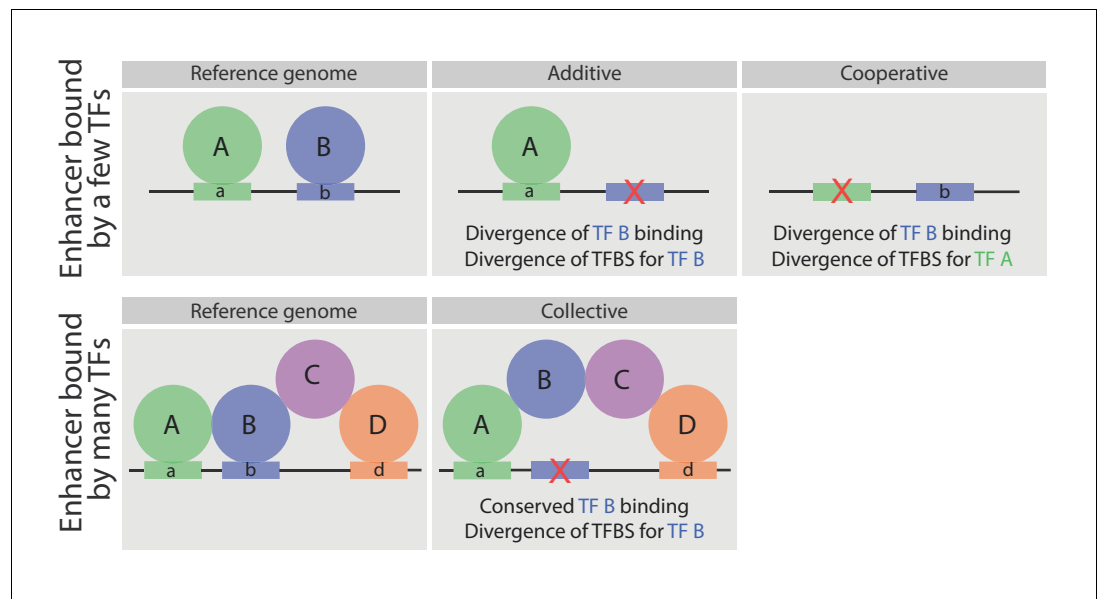 Enhancer bound
by a few TFs
Reference genome
Additive
Cooperative
A
B
a
b
A
a
X
Divergence of TF B binding
Divergence of TFBS for TF B
X
b
Divergence of TF B binding
Divergence of TFBS for TF A
Enhancer bound
by many TFs
Reference genome
Collective
C
A
B
D
a
b
d
B
C
A
D
a
X
d
Conserved TF B binding
Divergence of TFBS for TF B